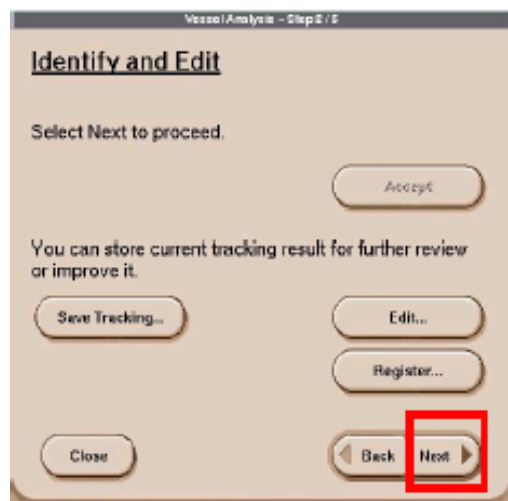 Vessel Analysis - Step 2 / 5
Identify and Edit
Select Next to proceed.
Accept
You can store current tracking result for further review
or improve it.
Save Tracking...
Edit...
Register...
Close
Back
Next